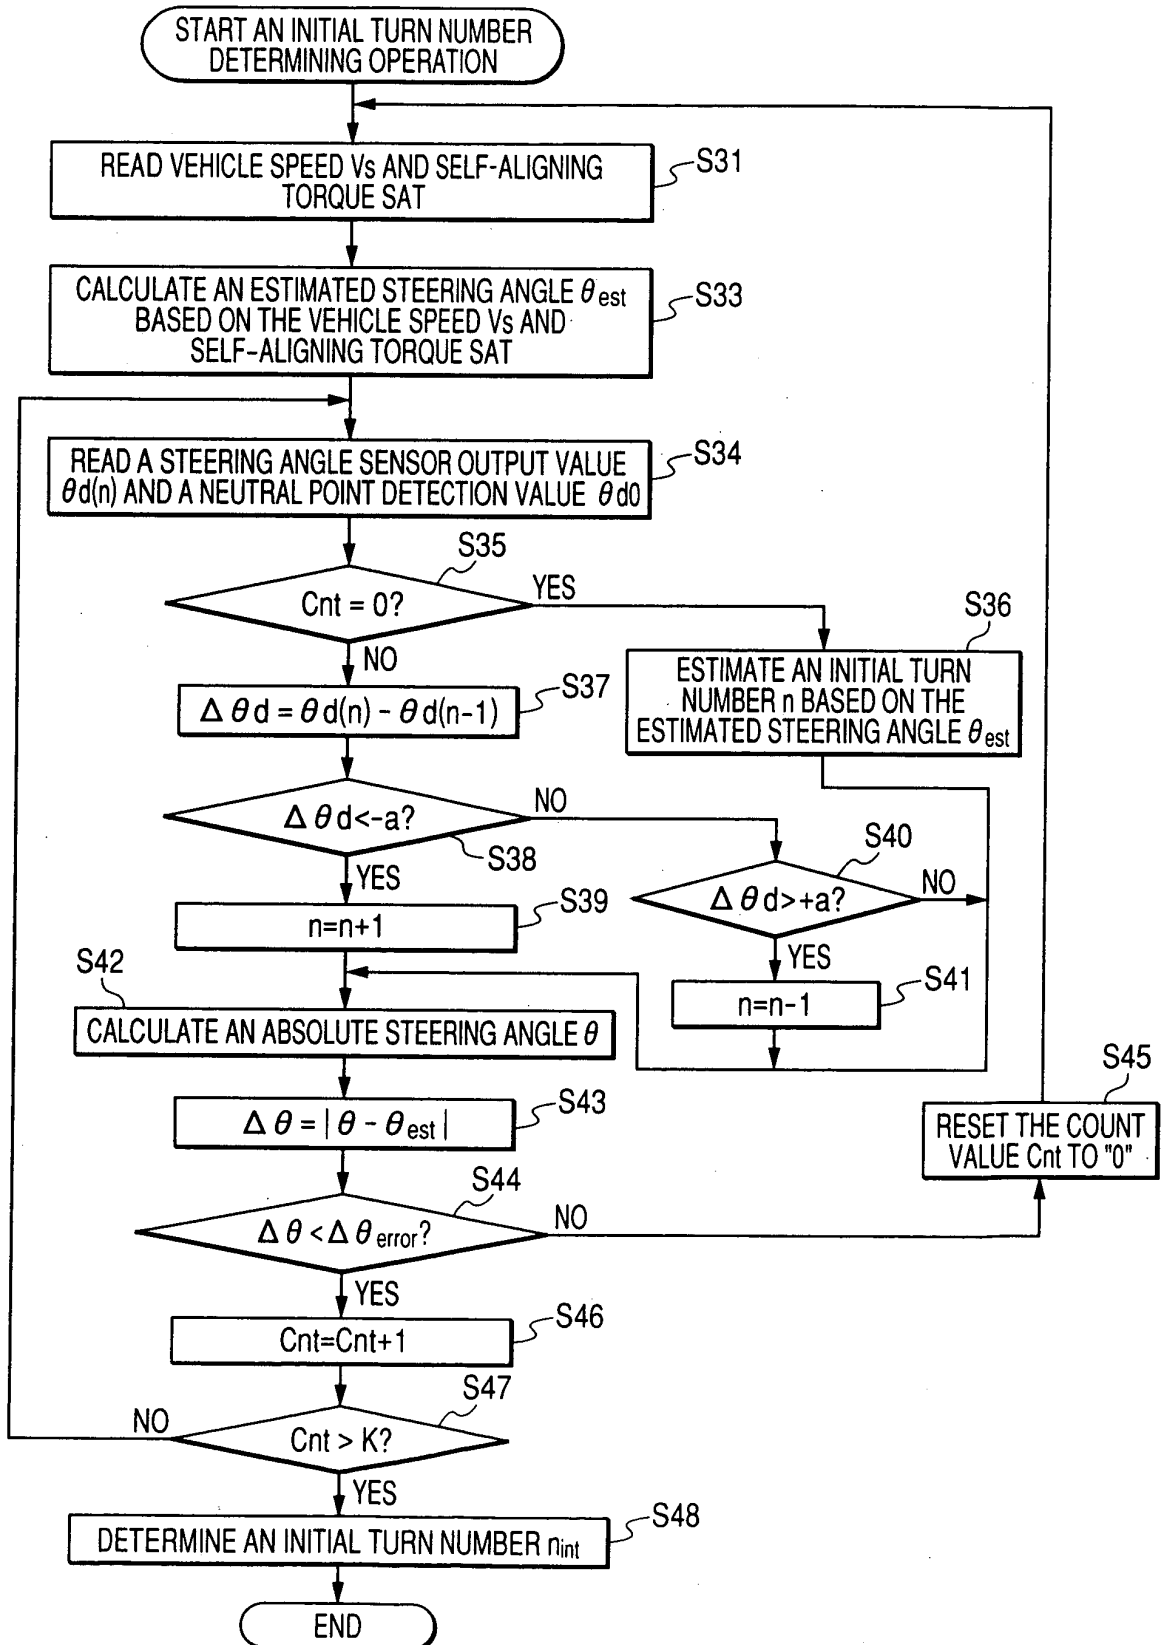 START AN INITIAL TURN NUMBER
DETERMINING OPERATION
READ VEHICLE SPEED Vs AND SELF-ALIGNING
TORQUE SAT
S31
CALCULATE AN ESTIMATED STEERING ANGLE θest
BASED ON THE VEHICLE SPEED Vs AND
SELF-ALIGNING TORQUE SAT
S33
READ A STEERING ANGLE SENSOR OUTPUT VALUE
θd(n) AND A NEUTRAL POINT DETECTION VALUE θd0
S34
S35
Cnt = 0?
YES
NO
S36
ESTIMATE AN INITIAL TURN
NUMBER n BASED ON THE
ESTIMATED STEERING ANGLE θest
Δθd = θd(n) - θd(n-1)
S37
Δθd<-a?
NO
S38
YES
S40
Δθd>+a?
NO
YES
n=n+1
S39
n=n-1
S41
S42
CALCULATE AN ABSOLUTE STEERING ANGLE θ
Δθ = | θ - θest |
S43
S45
RESET THE COUNT
VALUE Cnt TO "0"
S44
Δθ < Δθerror?
NO
YES
Cnt=Cnt+1
S46
S47
Cnt > K?
NO
YES
DETERMINE AN INITIAL TURN NUMBER nint
S48
END